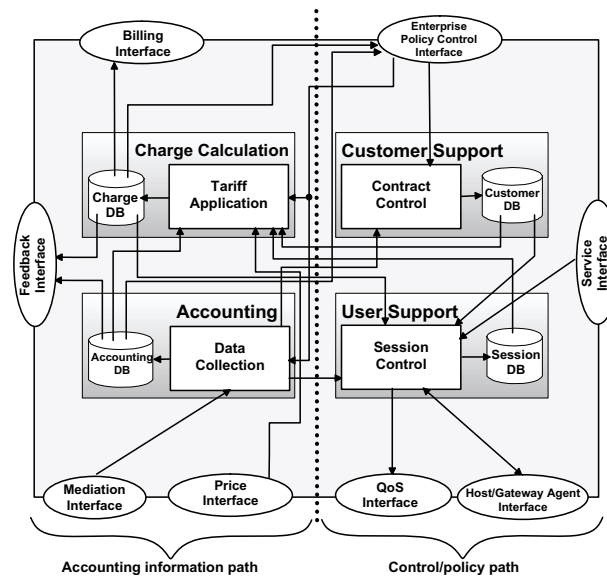 Billing
Interface
Enterprise
Policy Control
Interface
Charge Calculation
Customer Support
Charge
DB
Tariff
Application
Contract
Control
Customer
DB
Feedback
Interface
Service
Interface
Accounting
User Support
Accounting
DB
Data
Collection
Session
Control
Session
DB
Mediation
Interface
Price
Interface
QoS
Interface
Host/Gateway Agent
Interface
Accounting information path
Control/policy path